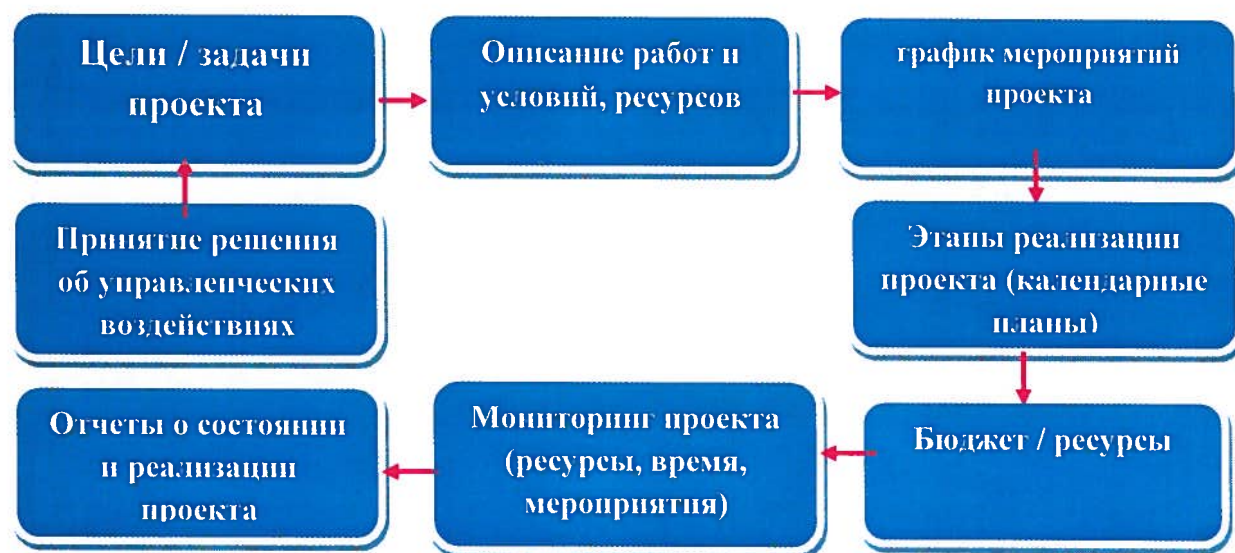 Цели / задачи
проекта
Описание работ и
условий, ресурсов
график мероприятий
проекта
Этапы реализации
проекта (календарные
планы)
Бюджет / ресурсы
Мониторинг проекта
(ресурсы, время,
мероприятия)
Отчеты о состоянии
и реализации
проекта
Принятие решения
об управленческих
воздействиях